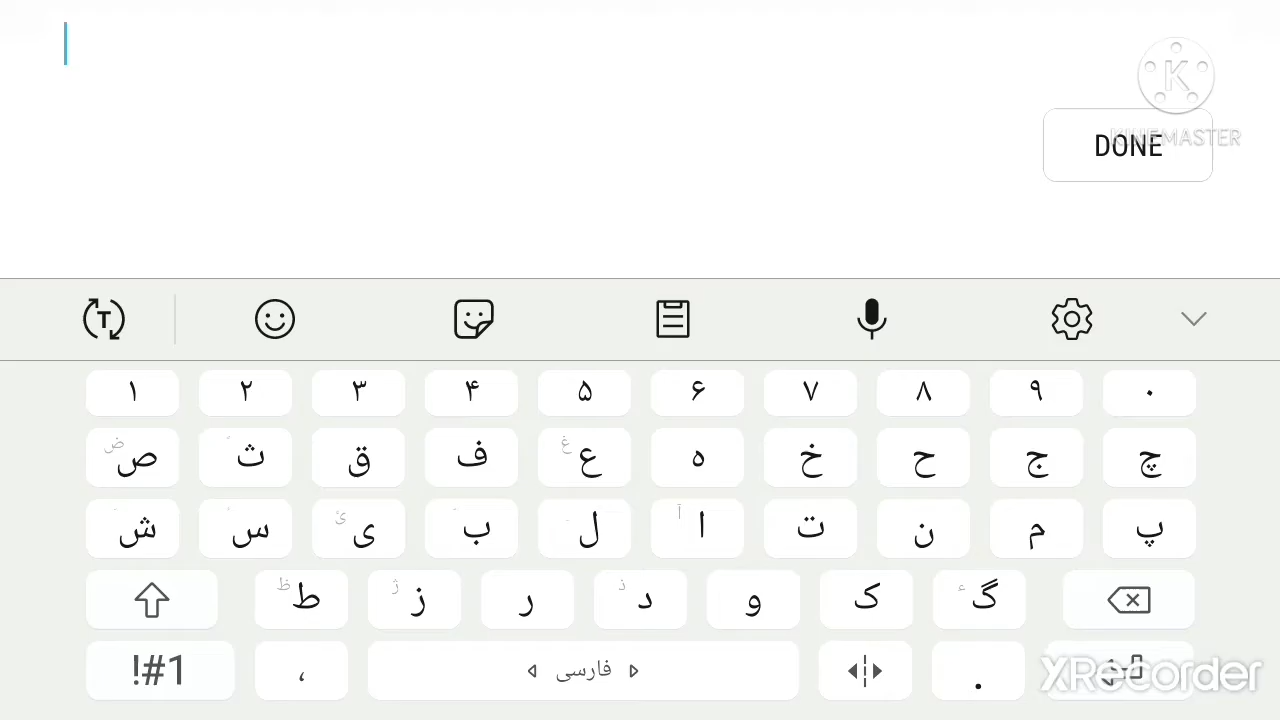 K
KINEMASTER
DONE
T
۱ ۲ ۳ ۴ ۵ ۶ ۷ ۸ ۹ ۰
ض ص ث ق ف غ ع ه خ ح ج چ
ش س ئ ی ب ل آ ا ت ن م پ
ظ ط ژ ز ر ذ د و ک ء گ
!#1 ، فارسی .
XRecorder